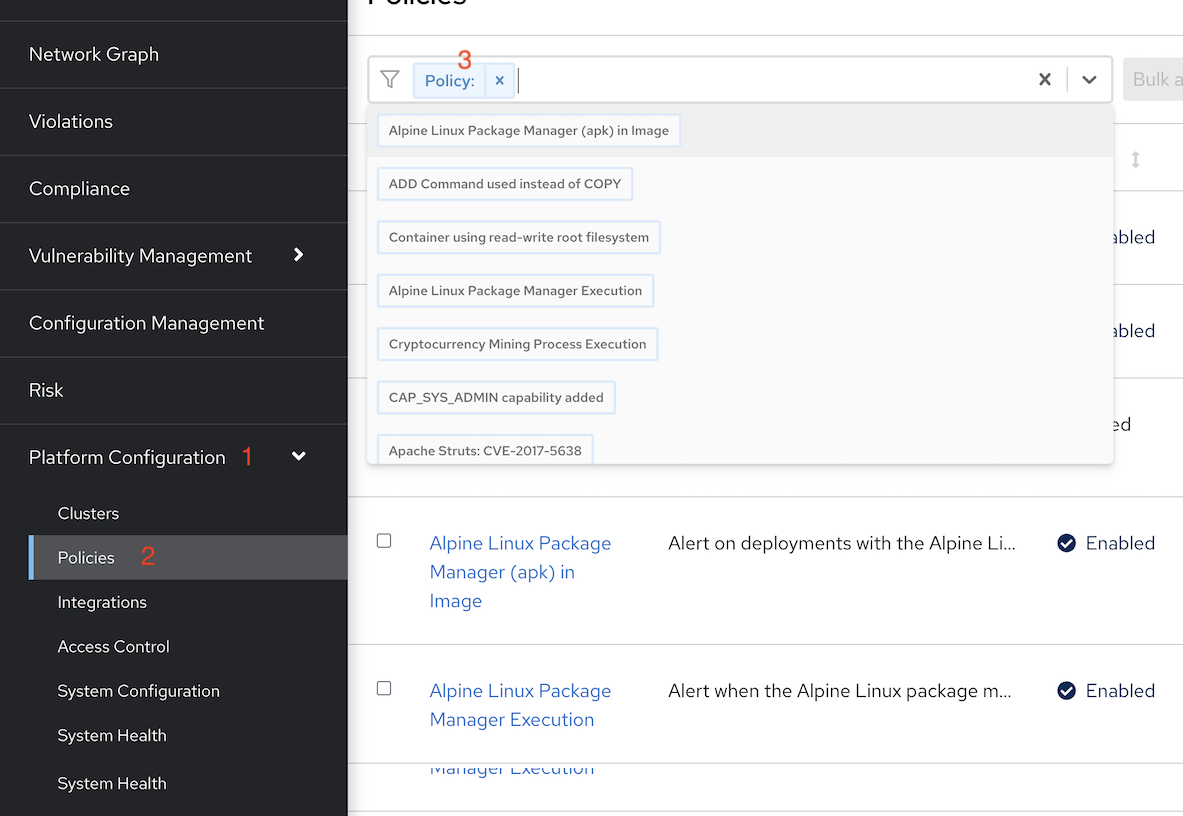 Policies
Network Graph
Violations
Compliance
Vulnerability Management
Configuration Management
Risk
Platform Configuration 1
Clusters
Policies 2
Integrations
Access Control
System Configuration
System Health
System Health
3
Policy: ×
Bulk a
Alpine Linux Package Manager (apk) in Image
ADD Command used instead of COPY
Container using read-write root filesystem
Alpine Linux Package Manager Execution
Cryptocurrency Mining Process Execution
CAP_SYS_ADMIN capability added
Apache Struts: CVE-2017-5638
abled
abled
ed
Alpine Linux Package
Manager (apk) in
Image
Alert on deployments with the Alpine Li...
Enabled
Alpine Linux Package
Manager Execution
Alert when the Alpine Linux package m...
Enabled
Manager Execution